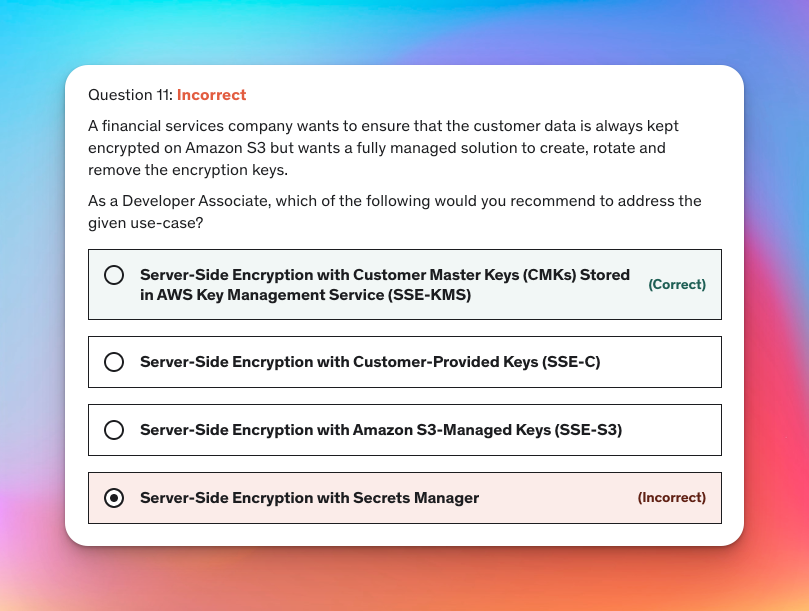 Question 11: Incorrect
A financial services company wants to ensure that the customer data is always kept
encrypted on Amazon S3 but wants a fully managed solution to create, rotate and
remove the encryption keys.
As a Developer Associate, which of the following would you recommend to address the
given use-case?
Server-Side Encryption with Customer Master Keys (CMKs) Stored
in AWS Key Management Service (SSE-KMS)
(Correct)
Server-Side Encryption with Customer-Provided Keys (SSE-C)
Server-Side Encryption with Amazon S3-Managed Keys (SSE-S3)
Server-Side Encryption with Secrets Manager
(Incorrect)